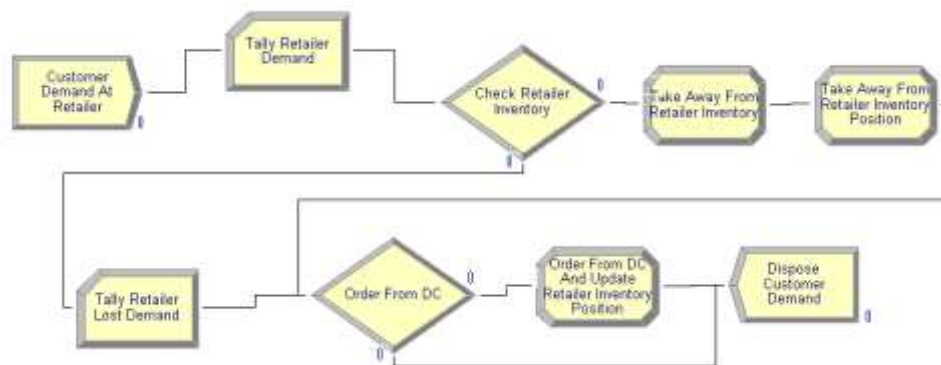 Customer
Demand At
Retailer
0
Tally Retailer
Demand
Check Retailer
Inventory
0
0
Take Away From
Retailer Inventory
Take Away From
Retailer Inventory
Position
Tally Retailer
Lost Demand
Order From DC
0
0
Order From DC
And Update
Retailer Inventory
Position
Dispose
Customer
Demand
0